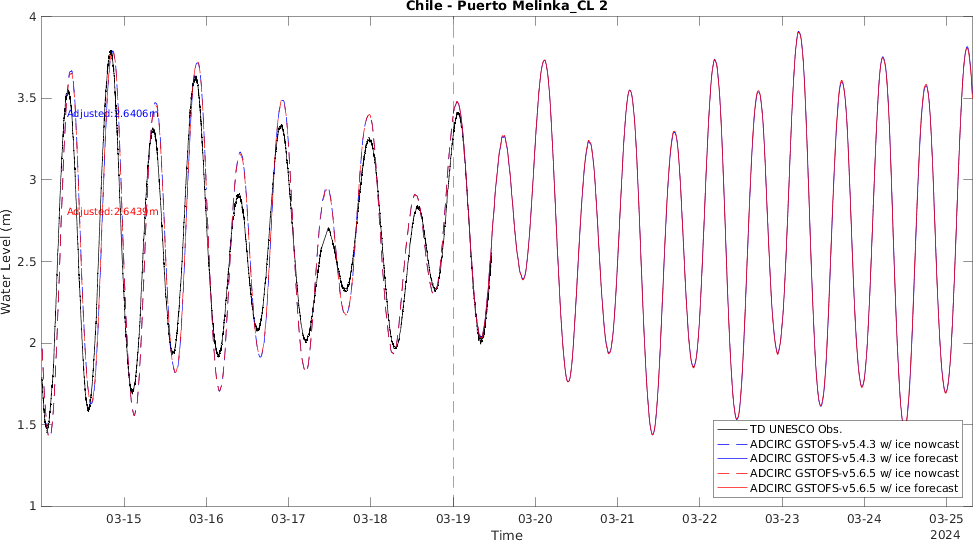 Chile - Puerto Melinka_CL 2
4
3.5
3
2.5
2
1.5
1
Water Level (m)
Adjusted:2.6406m
Adjusted:2.6439m
TD UNESCO Obs.
ADCIRC GSTOFS-v5.4.3 w/ ice nowcast
ADCIRC GSTOFS-v5.4.3 w/ ice forecast
ADCIRC GSTOFS-v5.6.5 w/ ice nowcast
ADCIRC GSTOFS-v5.6.5 w/ ice forecast
03-15 03-16 03-17 03-18 03-19 03-20 03-21 03-22 03-23 03-24 03-25
Time
2024